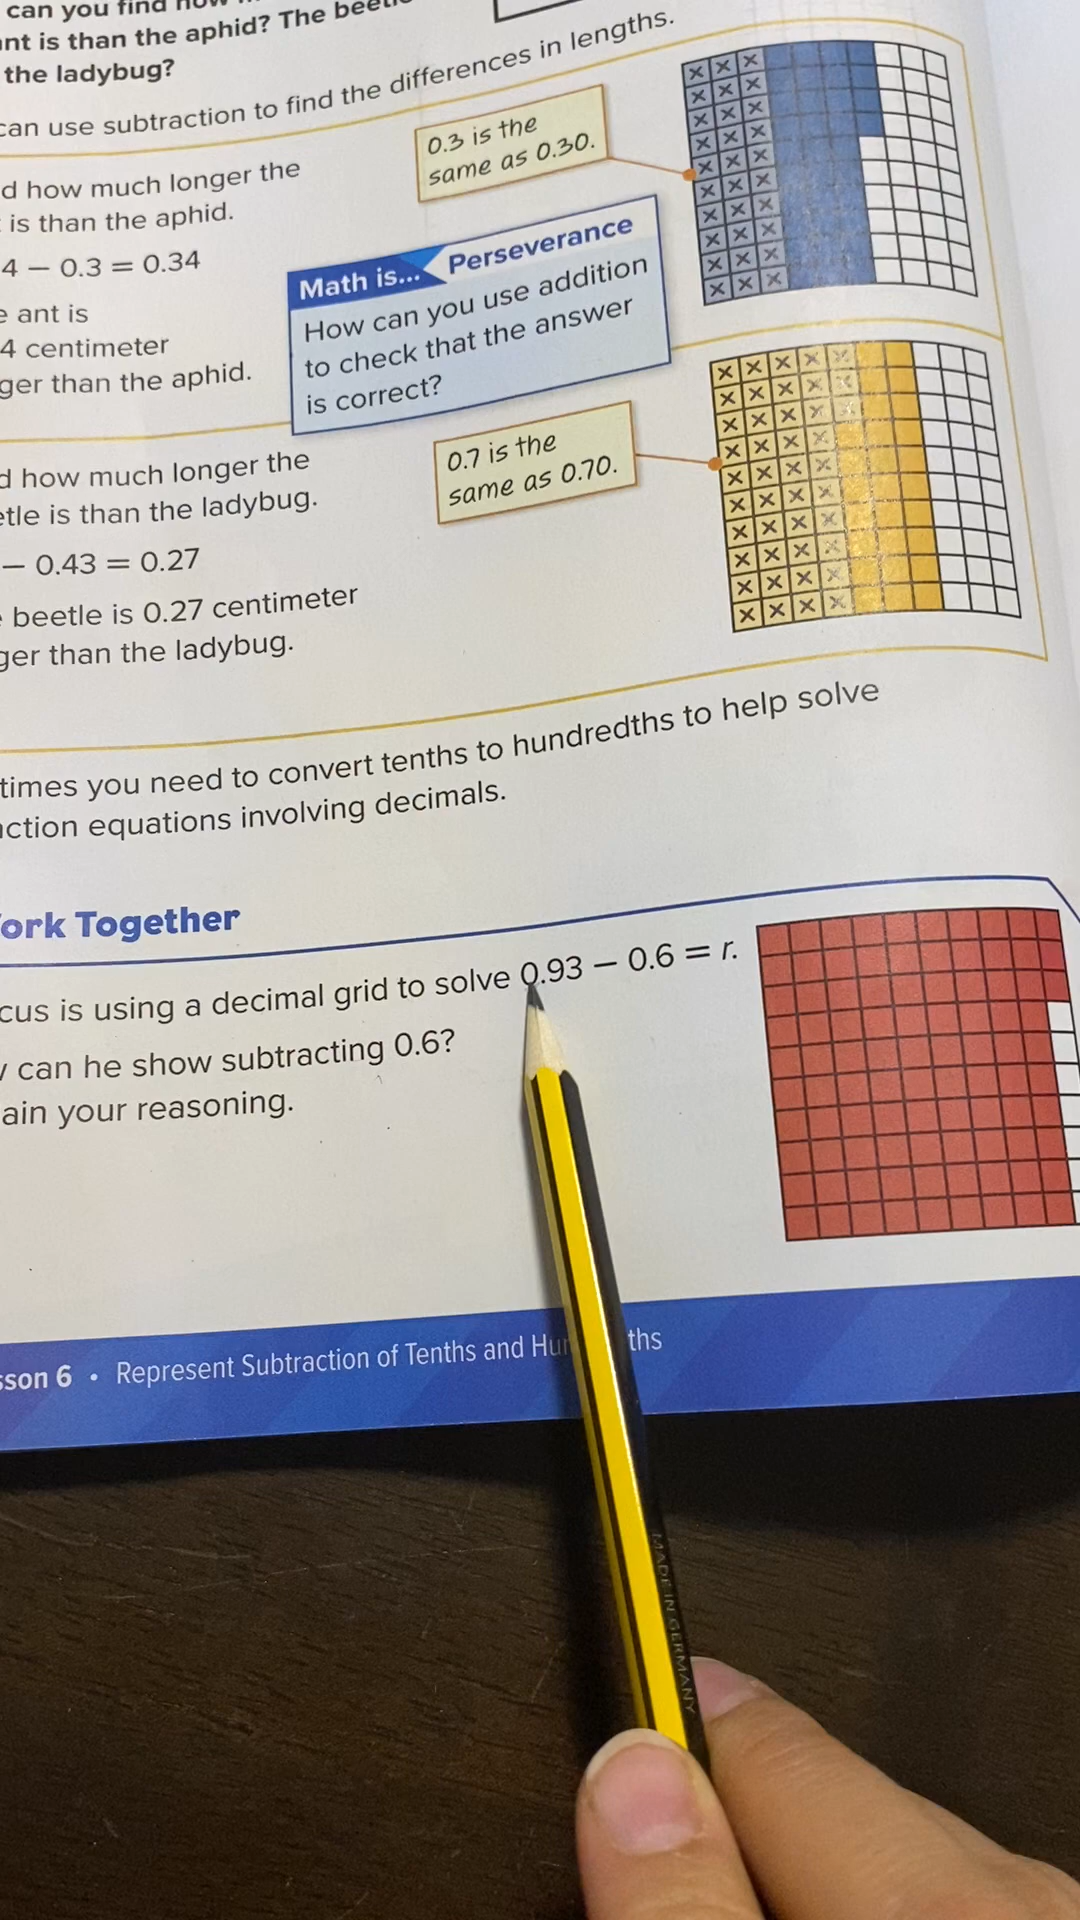 can you find how
nt is than the aphid? The beetle
the ladybug?
can use subtraction to find the differences in lengths.
d how much longer the
is than the aphid.
4 − 0.3 = 0.34
ant is
4 centimeter
ger than the aphid.
0.3 is the
same as 0.30.
Math is... Perseverance
How can you use addition
to check that the answer
is correct?
d how much longer the
etle is than the ladybug.
− 0.43 = 0.27
beetle is 0.27 centimeter
ger than the ladybug.
0.7 is the
same as 0.70.
times you need to convert tenths to hundredths to help solve
action equations involving decimals.
ork Together
cus is using a decimal grid to solve 0.93 − 0.6 = r.
can he show subtracting 0.6?
ain your reasoning.
sson 6 • Represent Subtraction of Tenths and Hu ths
MADE IN GERMANY